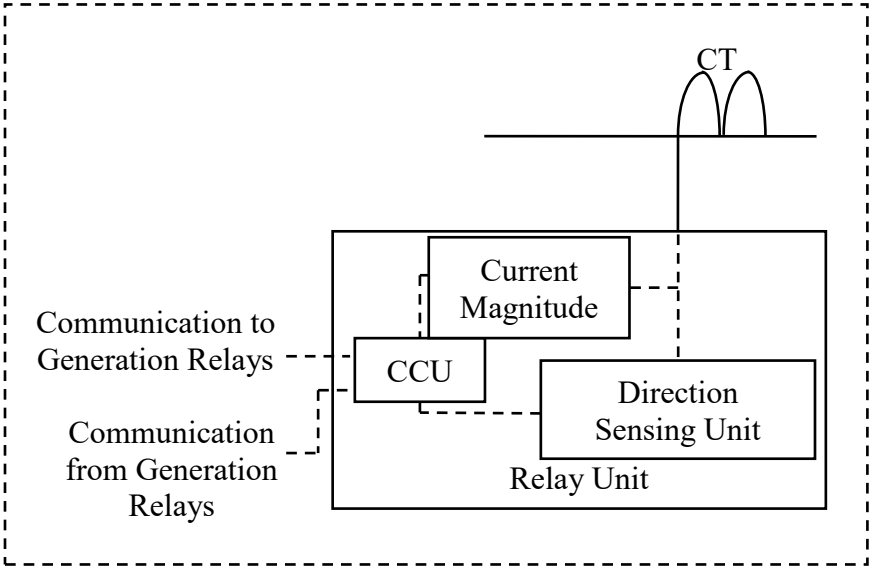 CT
Current
Magnitude
Communication to
Generation Relays
CCU
Direction
Sensing Unit
Communication
from Generation
Relays
Relay Unit